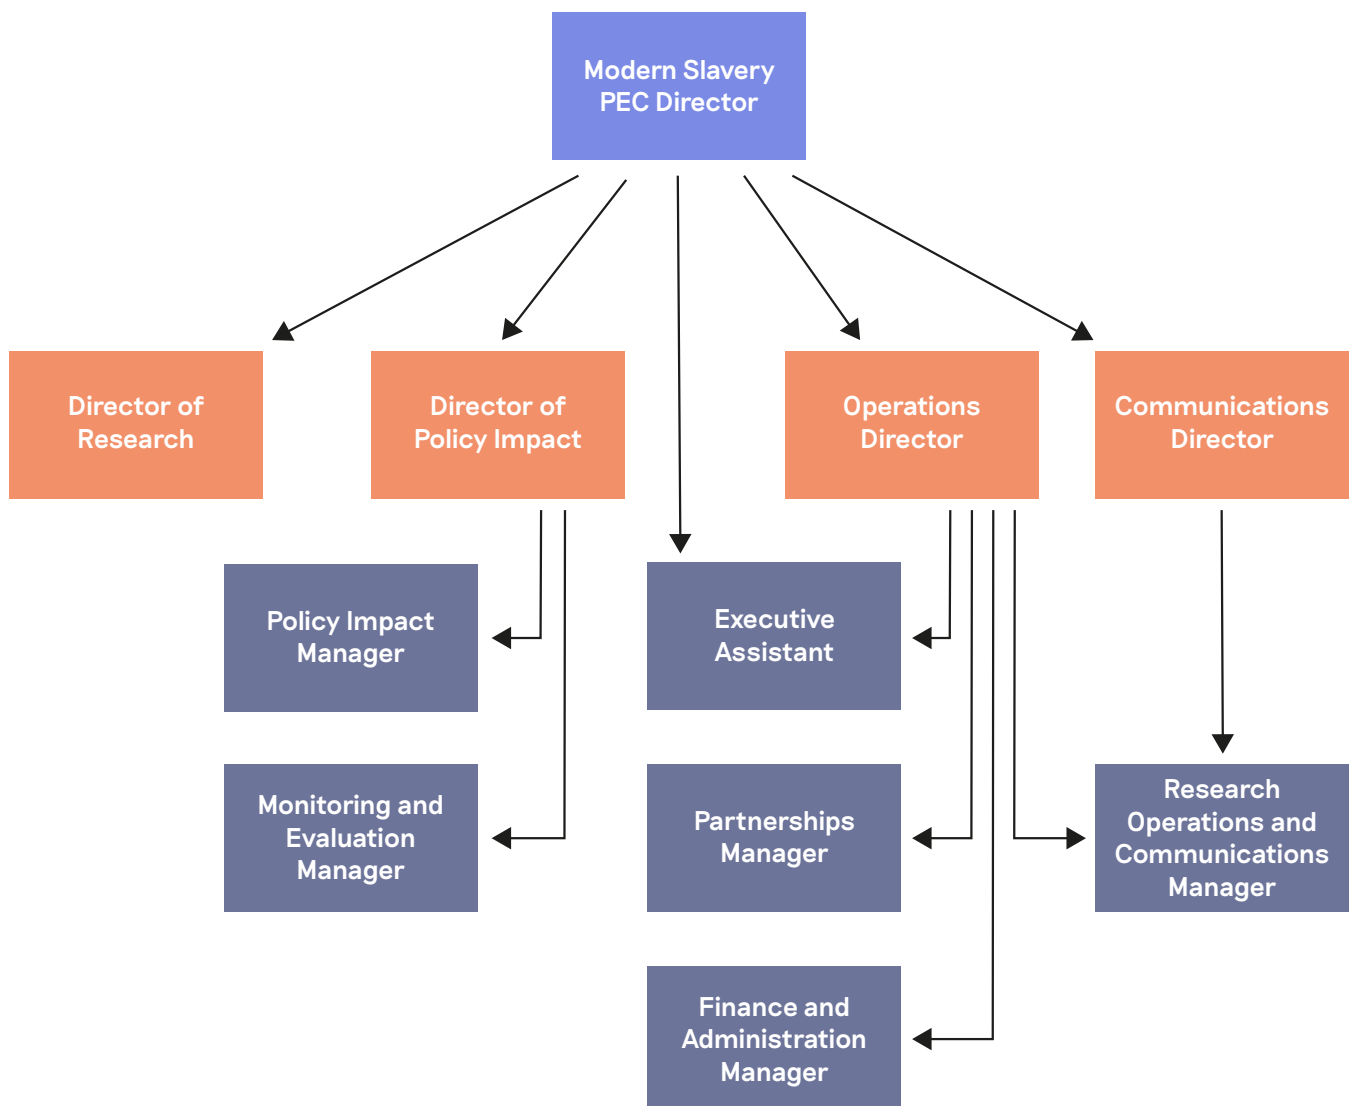 Modern Slavery
PEC Director
Director of
Research
Director of
Policy Impact
Operations
Director
Communications
Director
Policy Impact
Manager
Executive
Assistant
Monitoring and
Evaluation
Manager
Partnerships
Manager
Research
Operations and
Communications
Manager
Finance and
Administration
Manager